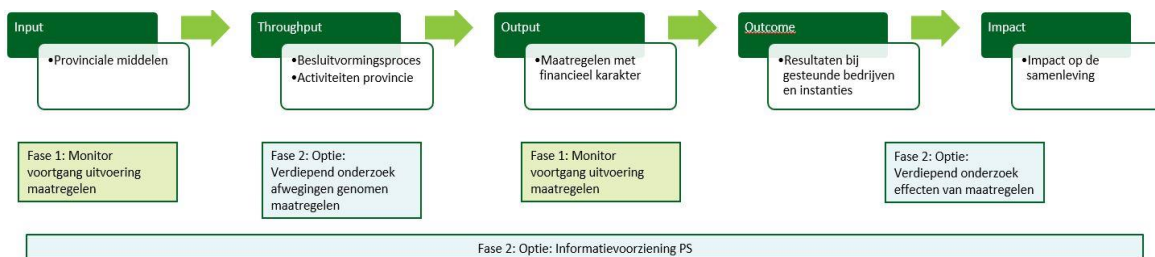 Input
•Provinciale middelen
Throughput
•Besluitvormingsproces
•Activiteiten provincie
Output
•Maatregelen met
financieel karakter
Outcome
•Resultaten bij
gesteunde bedrijven
en instanties
Impact
•Impact op de
samenleving
Fase 1: Monitor
voortgang uitvoering
maatregelen
Fase 2: Optie:
Verdiepend onderzoek
afwegingen genomen
maatregelen
Fase 1: Monitor
voortgang uitvoering
maatregelen
Fase 2: Optie:
Verdiepend onderzoek
effecten van maatregelen
Fase 2: Optie: Informatievoorziening PS